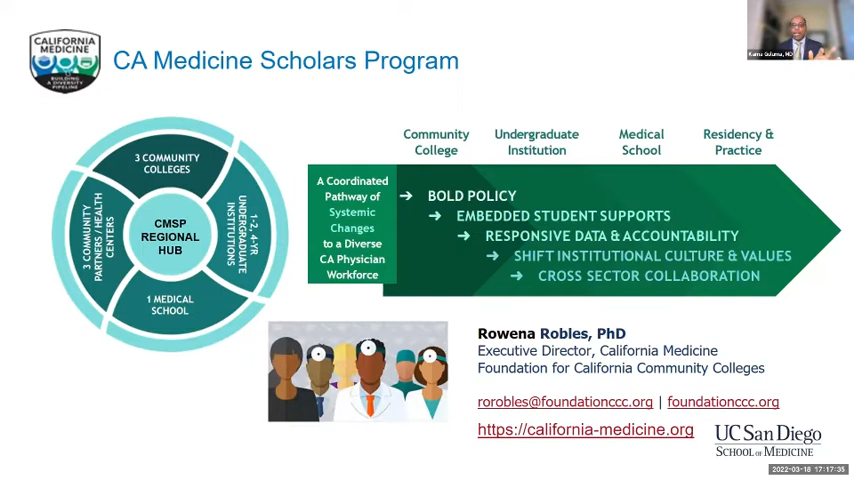 CALIFORNIA
MEDICINE
BUILDING
A DIVERSITY
PIPELINE
CA Medicine Scholars Program
3 COMMUNITY
COLLEGES
1-2, 4-YR
UNDERGRADUATE
INSTITUTIONS
1 MEDICAL
SCHOOL
3 COMMUNITY
PARTNERS / HEALTH
CENTERS
CMSP
REGIONAL
HUB
Community
College
Undergraduate
Institution
Medical
School
Residency &
Practice
A Coordinated
Pathway of
Systemic
Changes
to a Diverse
CA Physician
Workforce
➔ BOLD POLICY
➔ EMBEDDED STUDENT SUPPORTS
➔ RESPONSIVE DATA & ACCOUNTABILITY
➔ SHIFT INSTITUTIONAL CULTURE & VALUES
➔ CROSS SECTOR COLLABORATION
Rowena Robles, PhD
Executive Director, California Medicine
Foundation for California Community Colleges
rorobles@foundationccc.org | foundationccc.org
https://california-medicine.org
UC San Diego
SCHOOL OF MEDICINE
Kama Guluma, MD
2022-03-18 17:17:35